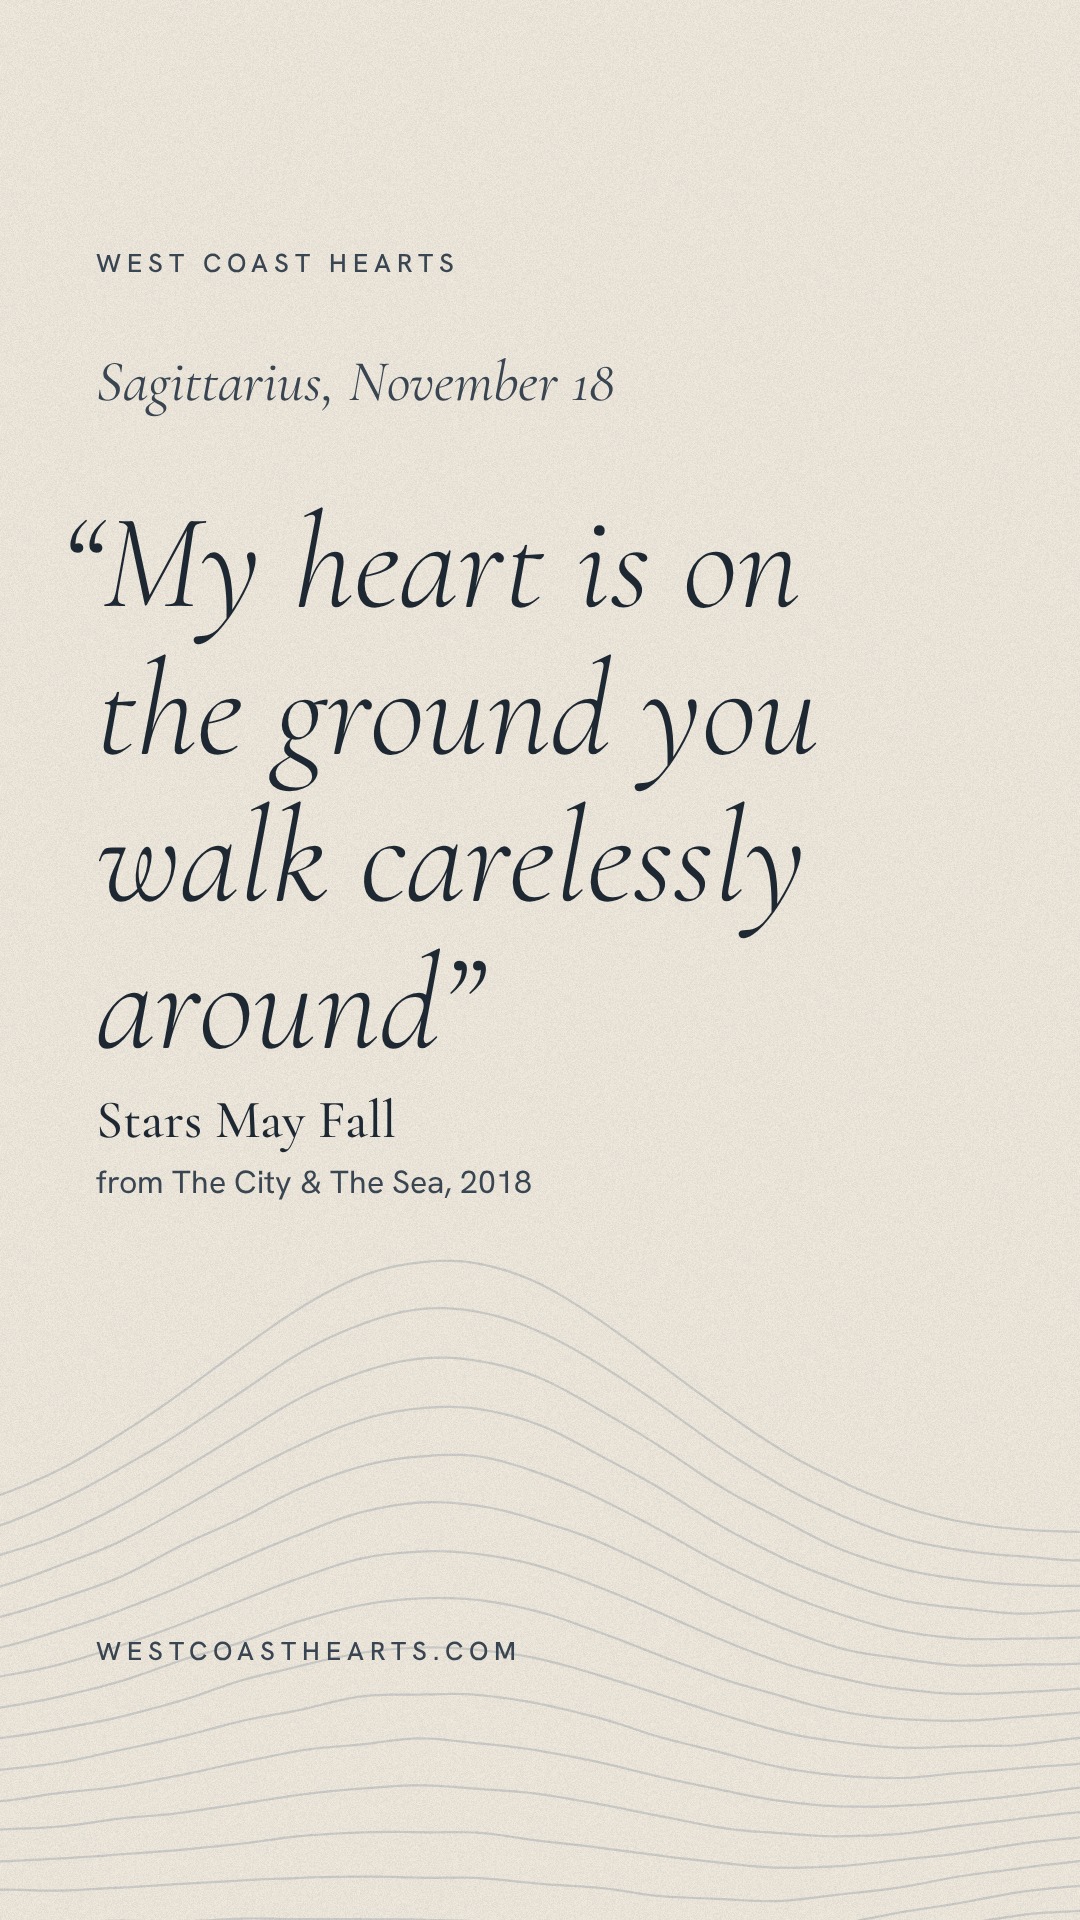 WEST COAST HEARTS
Sagittarius, November 18
“My heart is on
the ground you
walk carelessly
around”
Stars May Fall
from The City & The Sea, 2018
WESTCOASTHEARTS.COM